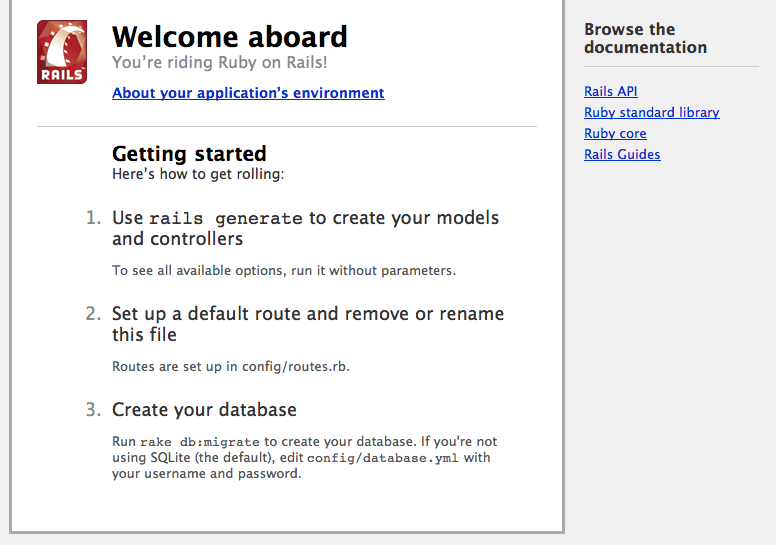 RAILS
Welcome aboard
You’re riding Ruby on Rails!
About your application’s environment
Getting started
Here’s how to get rolling:
1. Use rails generate to create your models
and controllers
To see all available options, run it without parameters.
2. Set up a default route and remove or rename
this file
Routes are set up in config/routes.rb.
3. Create your database
Run rake db:migrate to create your database. If you're not
using SQLite (the default), edit config/database.yml with
your username and password.
Browse the
documentation
Rails API
Ruby standard library
Ruby core
Rails Guides